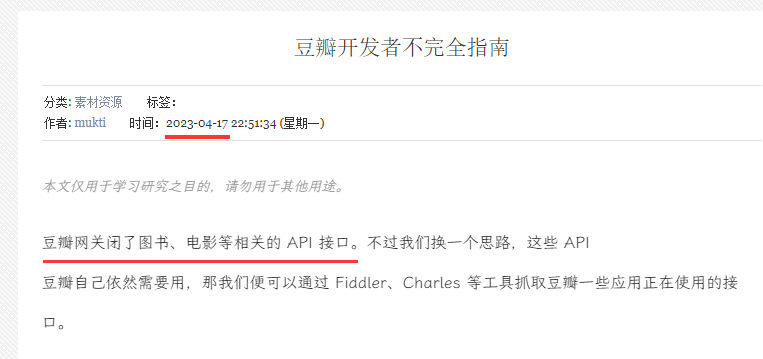 豆瓣开发者不完全指南
分类: 素材资源 标签:
作者: mukti 时间: 2023-04-17 22:51:34 (星期一)
本文仅用于学习研究之目的，请勿用于其他用途。
豆瓣网关闭了图书、电影等相关的 API 接口。不过我们换一个思路，这些 API
豆瓣自己依然需要用，那我们便可以通过 Fiddler、Charles 等工具抓取豆瓣一些应用正在使用的接
口。